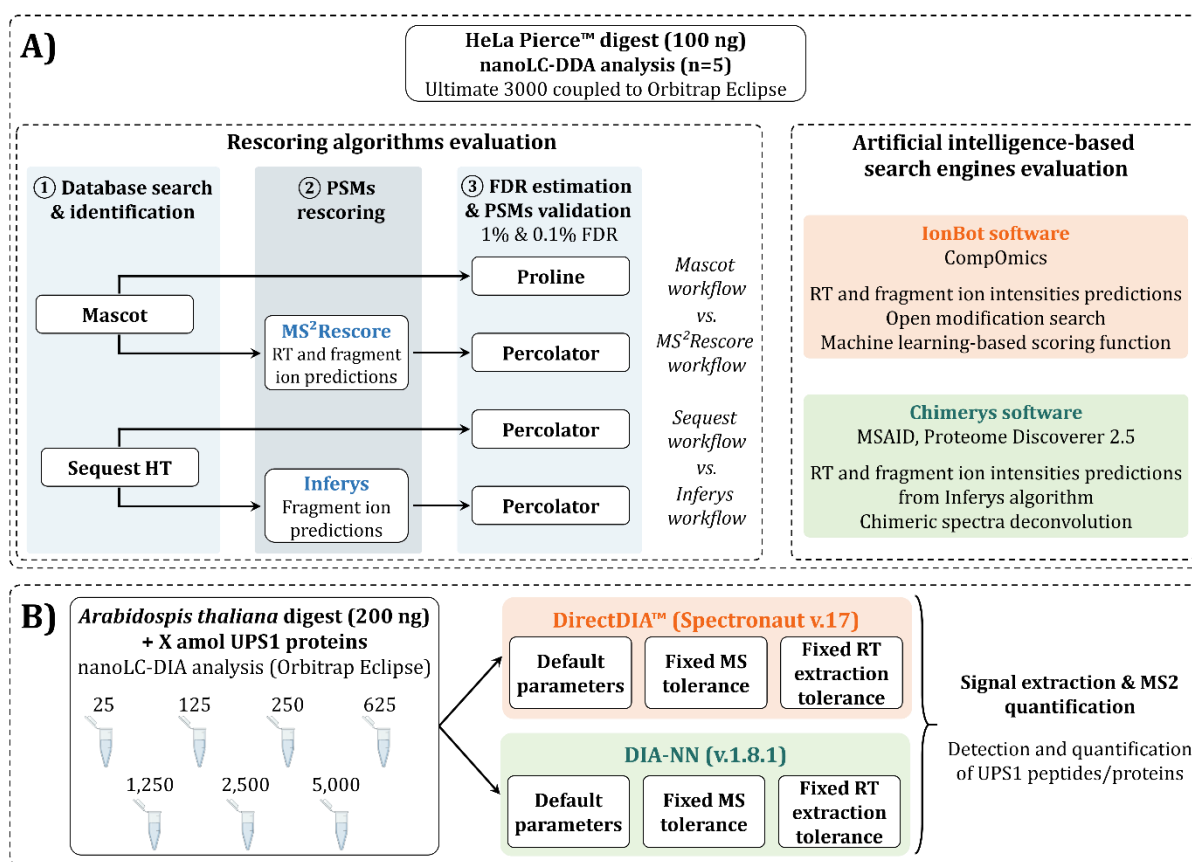 A)
HeLa Pierce™ digest (100 ng)
nanoLC-DDA analysis (n=5)
Ultimate 3000 coupled to Orbitrap Eclipse
Rescoring algorithms evaluation
① Database search
& identification
② PSMs
rescoring
③ FDR estimation
& PSMs validation
1% & 0.1% FDR
Mascot
Proline
MS²Rescore
RT and fragment
ion predictions
Percolator
Mascot
workflow
vs.
MS²Rescore
workflow
Sequest HT
Percolator
Inferys
Fragment ion
predictions
Percolator
Sequest
workflow
vs.
Inferys
workflow
Artificial intelligence-based
search engines evaluation
IonBot software
CompOmics
RT and fragment ion intensities predictions
Open modification search
Machine learning-based scoring function
Chimerys software
MSAID, Proteome Discoverer 2.5
RT and fragment ion intensities predictions
from Inferys algorithm
Chimeric spectra deconvolution
B)
Arabidospis thaliana digest (200 ng)
+ X amol UPS1 proteins
nanoLC-DIA analysis (Orbitrap Eclipse)
25 125 250 625
1,250 2,500 5,000
DirectDIA™ (Spectronaut v.17)
Default
parameters
Fixed MS
tolerance
Fixed RT
extraction
tolerance
DIA-NN (v.1.8.1)
Default
parameters
Fixed MS
tolerance
Fixed RT
extraction
tolerance
Signal extraction & MS2
quantification
Detection and quantification
of UPS1 peptides/proteins